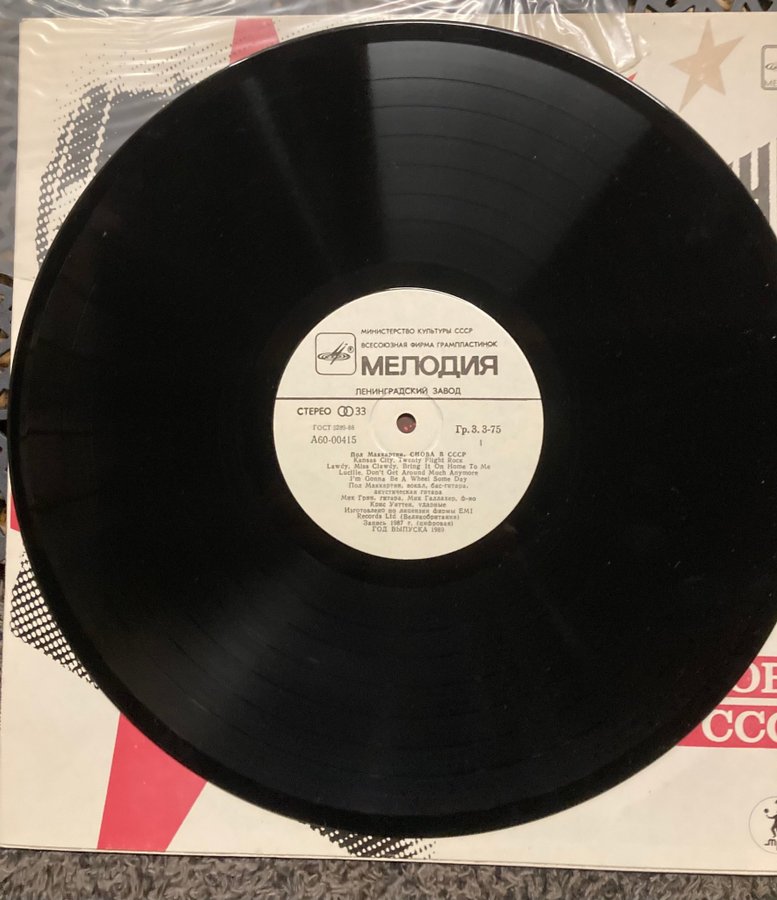 МИНИСТЕРСТВО КУЛЬТУРЫ СССР
ВСЕСОЮЗНАЯ ФИРМА ГРАМПЛАСТИНОК
МЕЛОДИЯ
ЛЕНИНГРАДСКИЙ ЗАВОД
СТЕРЕО 33
ГОСТ 5289-88
А60-00415
Гр. 3. 3-75
1
Пол Маккартни. СНОВА В СССР
Kansas City. Twenty Flight Rock
Lawdy, Miss Clawdy. Bring It On Home To Me
Lucille. Don't Get Around Much Anymore
I'm Gonna Be A Wheel Some Day
Пол Маккартни, вокал, бас-гитара,
акустическая гитара
Мик Грин, гитара, Мик Галлахер, ф-но
Крис Уиттен, ударные
Изготовлено по лицензии фирмы EMI
Records Ltd (Великобритания)
Запись 1987 г. (цифровая)
ГОД ВЫПУСКА 1989
ССС